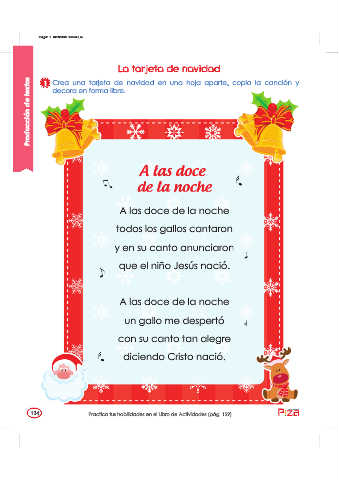 La tarjeta de navidad
1 Crea una tarjeta de navidad en una hoja aparte, copia la canción y
decora en forma libre.
Producción de textos
A las doce
de la noche
A las doce de la noche
todos los gallos cantaron
y en su canto anunciaron
que el niño Jesús nació.
A las doce de la noche
un gallo me despertó
con su canto tan alegre
diciendo Cristo nació.
134
Practica tus habilidades en el Libro de Actividades (pág. 159)